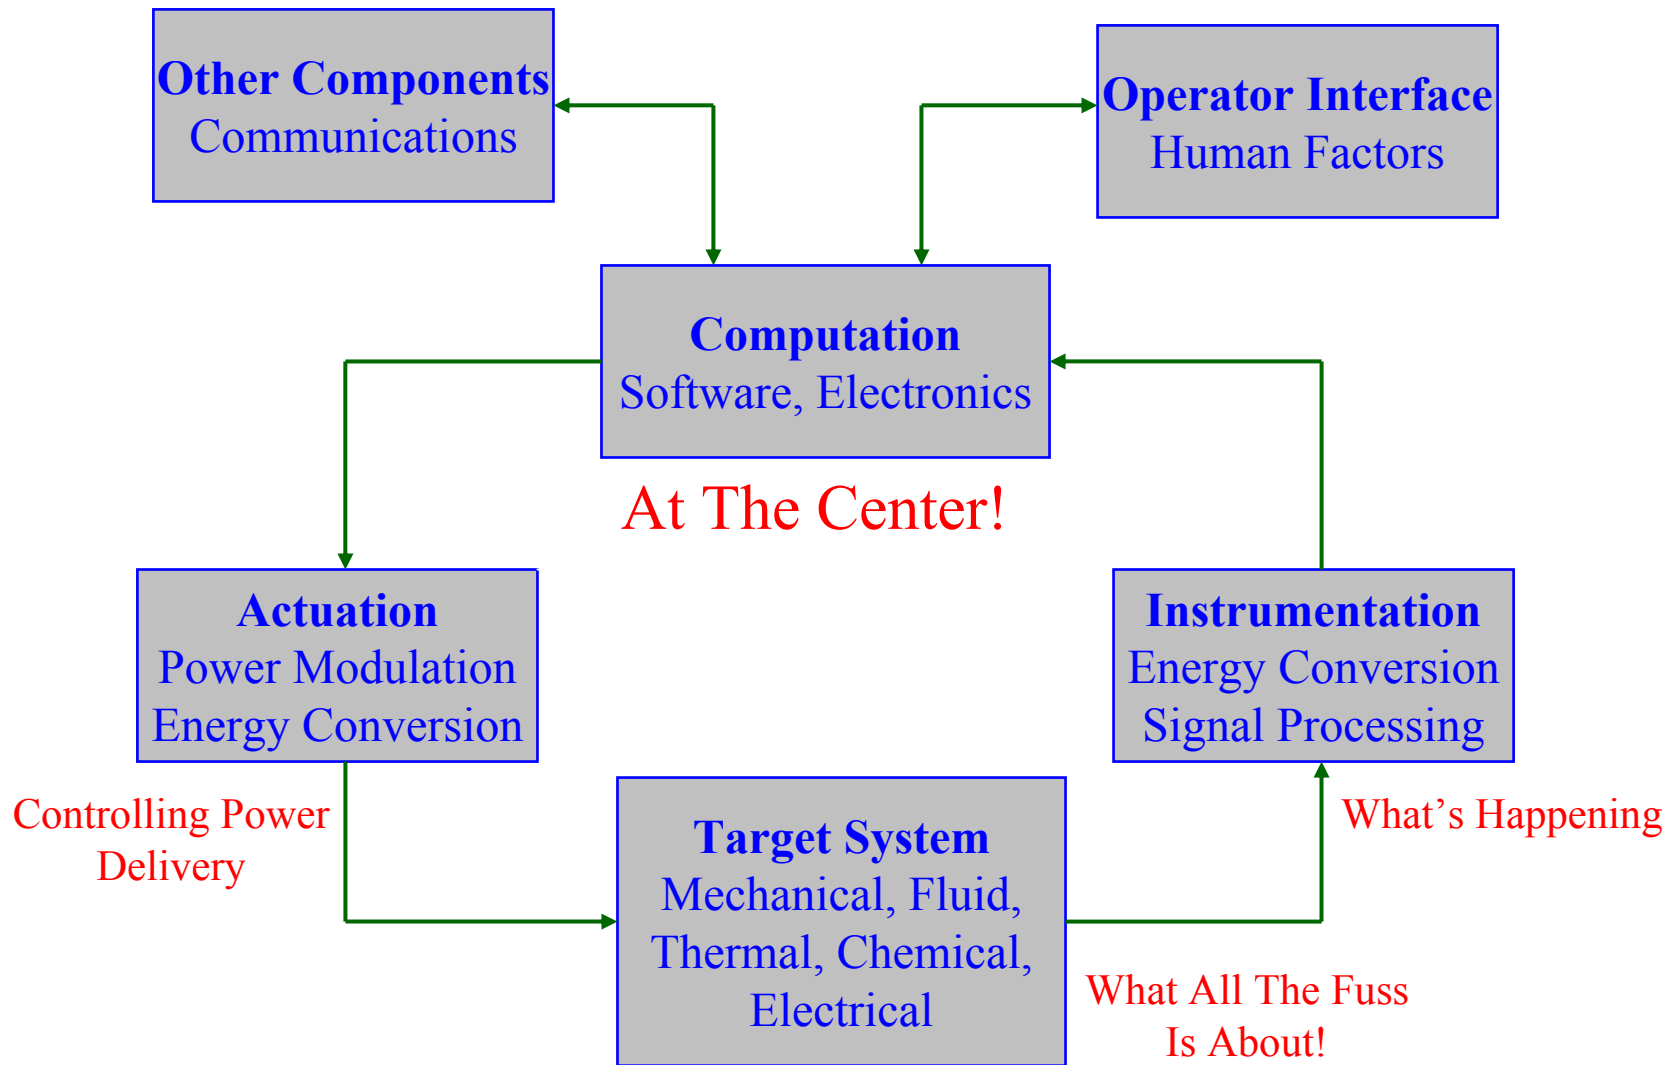 Other Components
Communications
Operator Interface
Human Factors
Computation
Software, Electronics
At The Center!
Actuation
Power Modulation
Energy Conversion
Instrumentation
Energy Conversion
Signal Processing
Controlling Power
Delivery
Target System
Mechanical, Fluid,
Thermal, Chemical,
Electrical
What’s Happening
What All The Fuss
Is About!